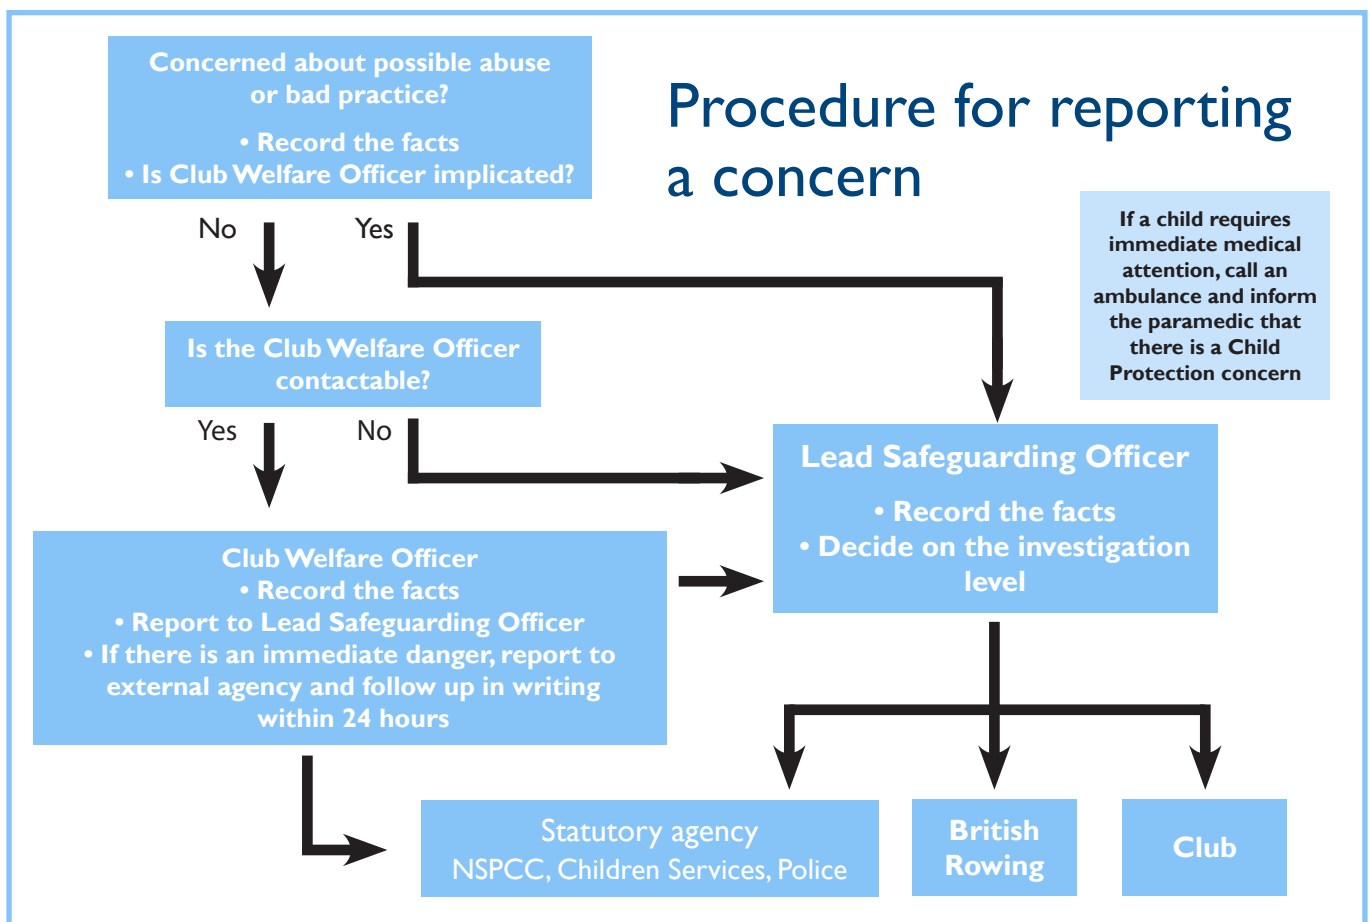 Concerned about possible abuse
or bad practice?
• Record the facts
• Is Club Welfare Officer implicated?
Procedure for reporting
a concern
If a child requires
immediate medical
attention, call an
ambulance and inform
the paramedic that
there is a Child
Protection concern
No
Yes
Is the Club Welfare Officer
contactable?
Yes
No
Lead Safeguarding Officer
• Record the facts
• Decide on the investigation
level
Club Welfare Officer
• Record the facts
• Report to Lead Safeguarding Officer
• If there is an immediate danger, report to
external agency and follow up in writing
within 24 hours
Statutory agency
NSPCC, Children Services, Police
British
Rowing
Club